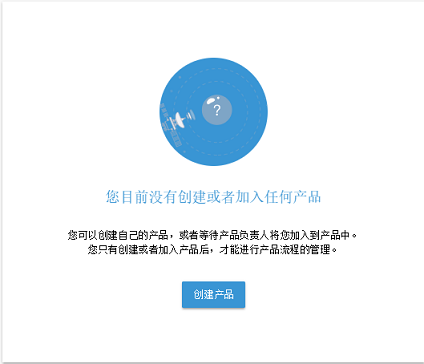 ?
您目前没有创建或者加入任何产品
您可以创建自己的产品，或者等待产品负责人将您加入到产品中。
您只有创建或者加入产品后，才能进行产品流程的管理。
创建产品